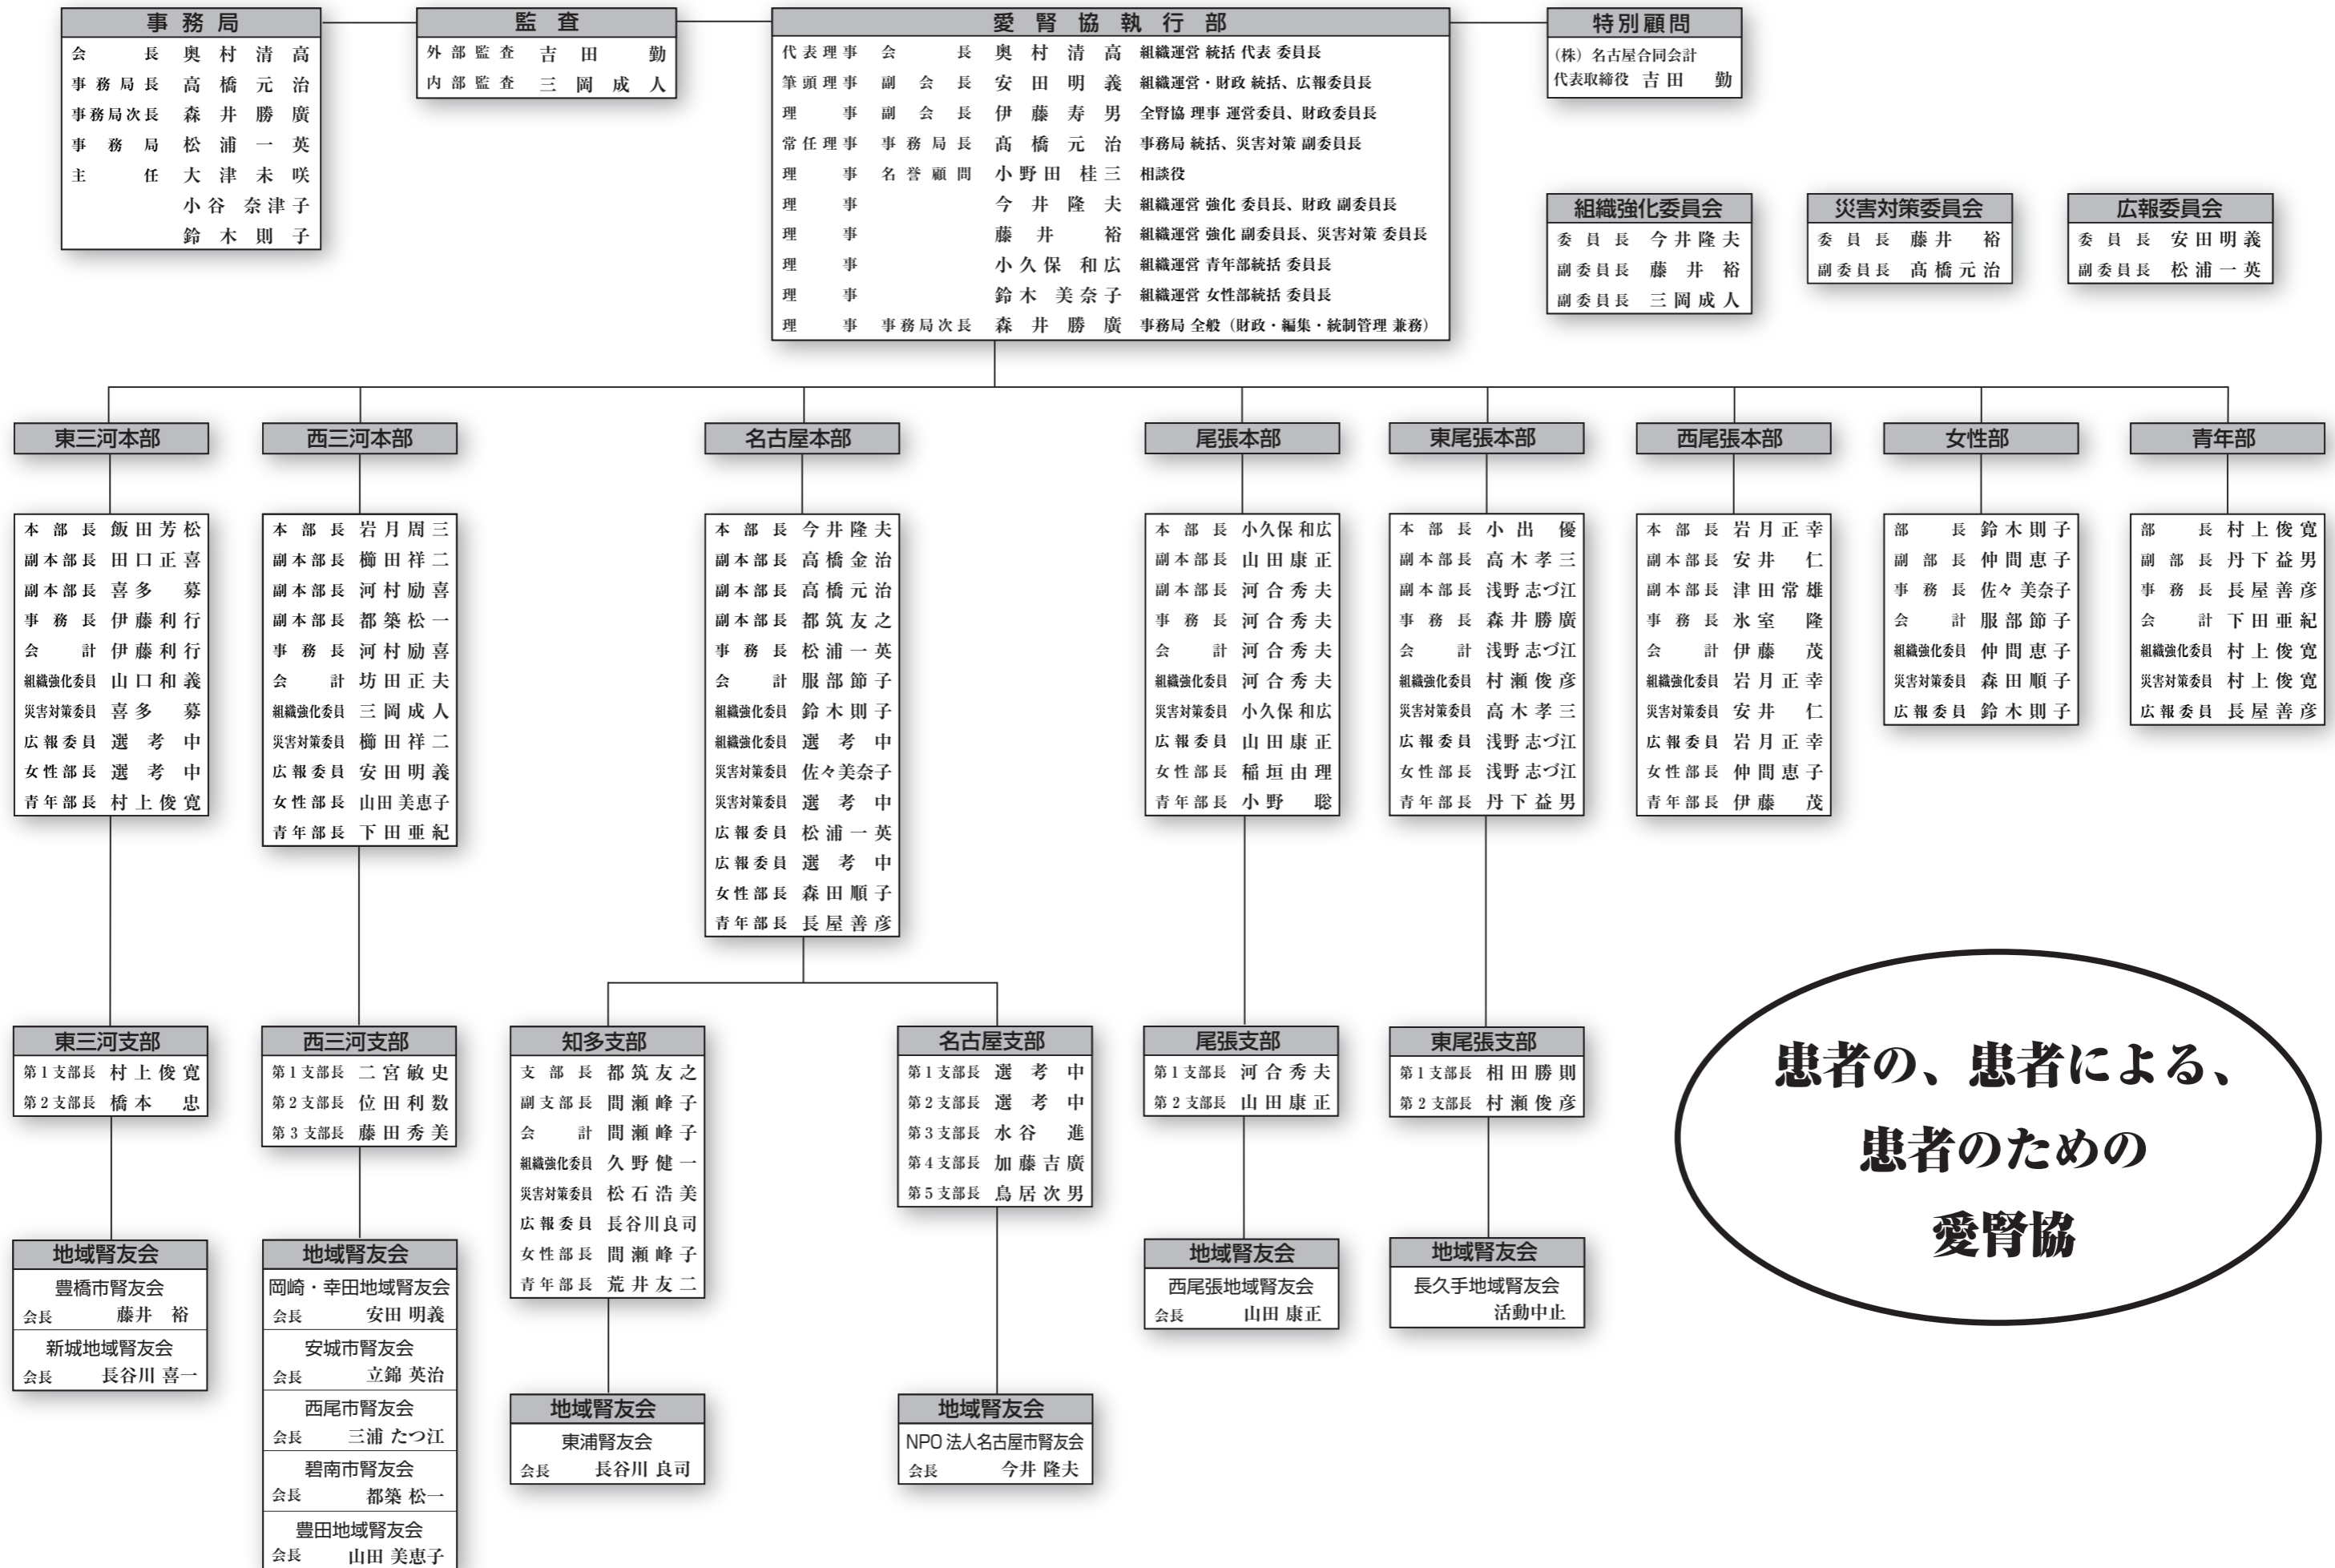 事務局
会長 奥村清高
事務局長 高橋元治
事務局次長 森井勝廣
事務局 松浦一英
主任 大津未咲
小谷 奈津子
鈴木則子
監査
外部監査 吉田 勤
内部監査 三岡成人
愛腎協執行部
代表理事 会長 奥村清高 組織運営 統括 代表 委員長
筆頭理事 副会長 安田明義 組織運営・財政 統括、広報委員長
理事 副会長 伊藤寿男 全腎協 理事 運営委員、財政委員長
常任理事 事務局長 髙橋元治 事務局 統括、災害対策 副委員長
理事 名誉顧問 小野田 桂三 相談役
理事 今井隆夫 組織運営 強化 委員長、財政 副委員長
理事 藤井 裕 組織運営 強化 副委員長、災害対策 委員長
理事 小久保 和広 組織運営 青年部統括 委員長
理事 鈴木 美奈子 組織運営 女性部統括 委員長
理事 事務局次長 森井勝廣 事務局 全般（財政・編集・統制管理 兼務）
特別顧問
（株）名古屋合同会計
代表取締役 吉田 勤
組織強化委員会
委員長 今井隆夫
副委員長 藤井 裕
副委員長 三岡成人
災害対策委員会
委員長 藤井 裕
副委員長 髙橋元治
広報委員会
委員長 安田明義
副委員長 松浦一英
東三河本部
本部長 飯田芳松
副本部長 田口正喜
副本部長 喜多 募
事務長 伊藤利行
会計 伊藤利行
組織強化委員 山口和義
災害対策委員 喜多 募
広報委員 選考中
女性部長 選考中
青年部長 村上俊寛
西三河本部
本部長 岩月周三
副本部長 櫛田祥二
副本部長 河村励喜
副本部長 都築松一
事務長 河村励喜
会計 坊田正夫
組織強化委員 三岡成人
災害対策委員 櫛田祥二
広報委員 安田明義
女性部長 山田美恵子
青年部長 下田亜紀
名古屋本部
本部長 今井隆夫
副本部長 高橋金治
副本部長 高橋元治
副本部長 都筑友之
事務長 松浦一英
会計 服部節子
組織強化委員 鈴木則子
組織強化委員 選考中
災害対策委員 佐々美奈子
災害対策委員 選考中
広報委員 松浦一英
広報委員 選考中
女性部長 森田順子
青年部長 長屋善彦
尾張本部
本部長 小久保和広
副本部長 山田康正
副本部長 河合秀夫
事務長 河合秀夫
会計 河合秀夫
組織強化委員 河合秀夫
災害対策委員 小久保和広
広報委員 山田康正
女性部長 稲垣由理
青年部長 小野 聡
東尾張本部
本部長 小出 優
副本部長 高木孝三
副本部長 浅野志づ江
事務長 森井勝廣
会計 浅野志づ江
組織強化委員 村瀬俊彦
災害対策委員 高木孝三
広報委員 浅野志づ江
女性部長 浅野志づ江
青年部長 丹下益男
西尾張本部
本部長 岩月正幸
副本部長 安井 仁
副本部長 津田常雄
事務長 氷室 隆
会計 伊藤 茂
組織強化委員 岩月正幸
災害対策委員 安井 仁
広報委員 岩月正幸
女性部長 仲間恵子
青年部長 伊藤 茂
女性部
部長 鈴木則子
副部長 仲間恵子
事務長 佐々 美奈子
会計 服部節子
組織強化委員 仲間恵子
災害対策委員 森田順子
広報委員 鈴木則子
青年部
部長 村上俊寛
副部長 丹下益男
事務長 長屋善彦
会計 下田亜紀
組織強化委員 村上俊寛
災害対策委員 村上俊寛
広報委員 長屋善彦
東三河支部
第1支部長 村上俊寛
第2支部長 橋本 忠
西三河支部
第1支部長 二宮敏史
第2支部長 位田利数
第3支部長 藤田秀美
知多支部
支部長 都筑友之
副支部長 間瀬峰子
会計 間瀬峰子
組織強化委員 久野健一
災害対策委員 松石浩美
広報委員 長谷川良司
女性部長 間瀬峰子
青年部長 荒井友二
名古屋支部
第1支部長 選考中
第2支部長 選考中
第3支部長 水谷 進
第4支部長 加藤吉廣
第5支部長 鳥居次男
尾張支部
第1支部長 河合秀夫
第2支部長 山田康正
東尾張支部
第1支部長 相田勝則
第2支部長 村瀬俊彦
地域腎友会
豊橋市腎友会
会長 藤井 裕
新城地域腎友会
会長 長谷川 喜一
地域腎友会
岡崎・幸田地域腎友会
会長 安田 明義
安城市腎友会
会長 立錦 英治
西尾市腎友会
会長 三浦 たつ江
碧南市腎友会
会長 都築 松一
豊田地域腎友会
会長 山田 美恵子
地域腎友会
東浦腎友会
会長 長谷川 良司
地域腎友会
NPO法人名古屋市腎友会
会長 今井 隆夫
地域腎友会
西尾張地域腎友会
会長 山田 康正
地域腎友会
長久手地域腎友会
活動中止
患者の、患者による、
患者のための
愛腎協